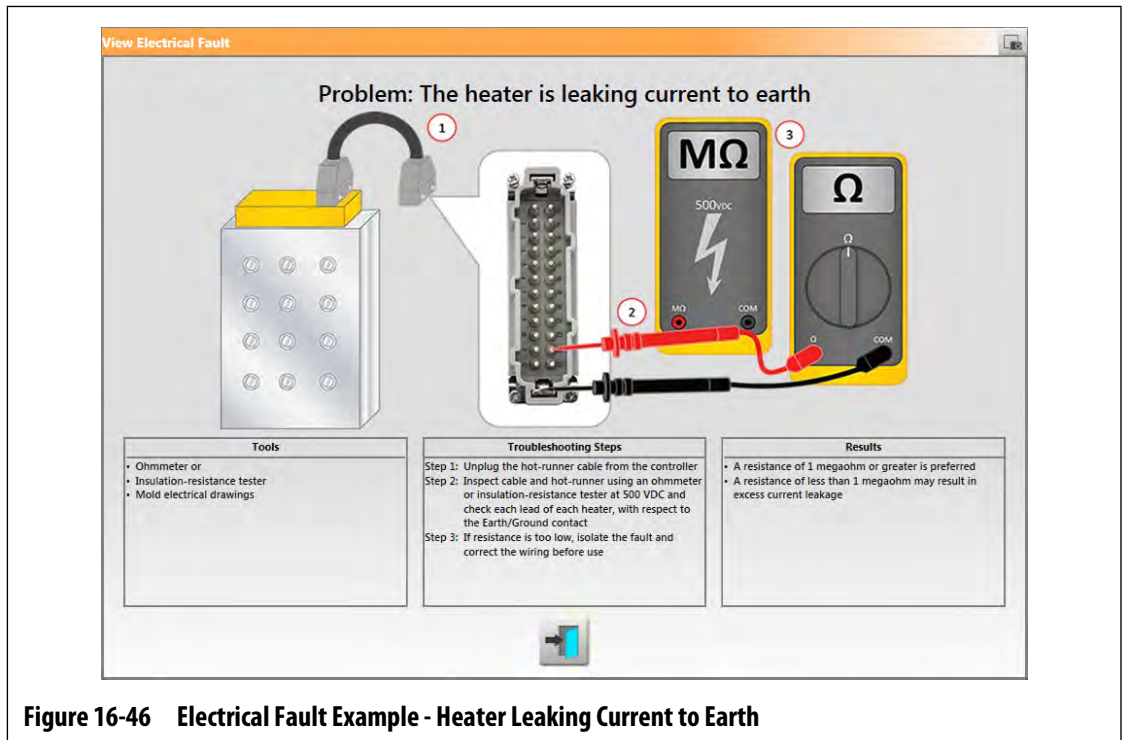 View Electrical Fault
Problem: The heater is leaking current to earth
1
3
MΩ
Ω
500VDC
Ω
2
MΩ COM
Ω COM
Tools
• Ohmmeter or
• Insulation-resistance tester
• Mold electrical drawings
Troubleshooting Steps
Step 1: Unplug the hot-runner cable from the controller
Step 2: Inspect cable and hot-runner using an ohmmeter
or insulation-resistance tester at 500 VDC and
check each lead of each heater, with respect to
the Earth/Ground contact
Step 3: If resistance is too low, isolate the fault and
correct the wiring before use
Results
• A resistance of 1 megaohm or greater is preferred
• A resistance of less than 1 megaohm may result in
excess current leakage
Figure 16-46 Electrical Fault Example - Heater Leaking Current to Earth